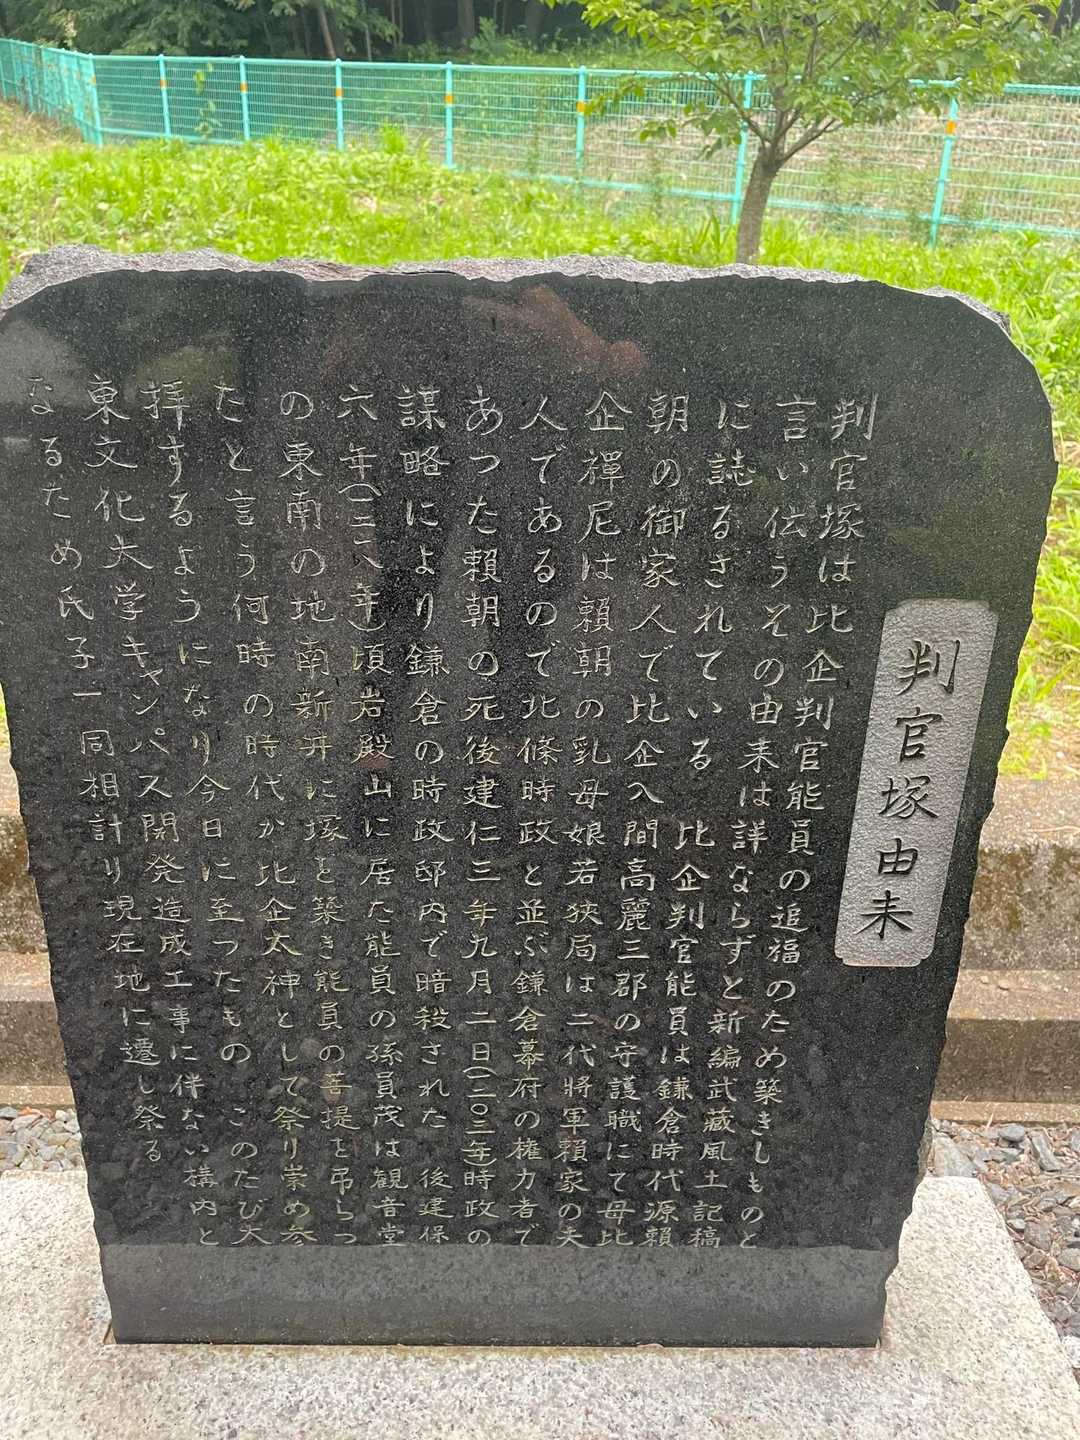 判官塚由来
判官塚は比企判官能員の追福のため築きしものと
言い伝うその由来は詳ならずと新編武蔵風土記稿
に誌るされている 比企判官能員は鎌倉時代源頼
朝の御家人で比企入間高麗三郡の守護職にて母比
企禪尼は頼朝の乳母娘若狭局は二代將軍頼家の夫
人であるので北條時政と並ぶ鎌倉幕府の権力者で
あった頼朝の死後建仁三年九月二日(一二〇三年)時政の
謀略により鎌倉の時政邸内で暗殺された 後建保
六年(一二一八年)頃岩殿山に居た能員の孫員茂は観音堂
の東南の地南新井に塚を築き能員の菩提を弔らっ
たと言う何時の時代か比企太神として祭り崇め参
拝するようになり今日に至ったもの このたび大
東文化大学キャンパス開発造成工事に伴ない構内と
なるため氏子一同相計り現在地に遷し祭る